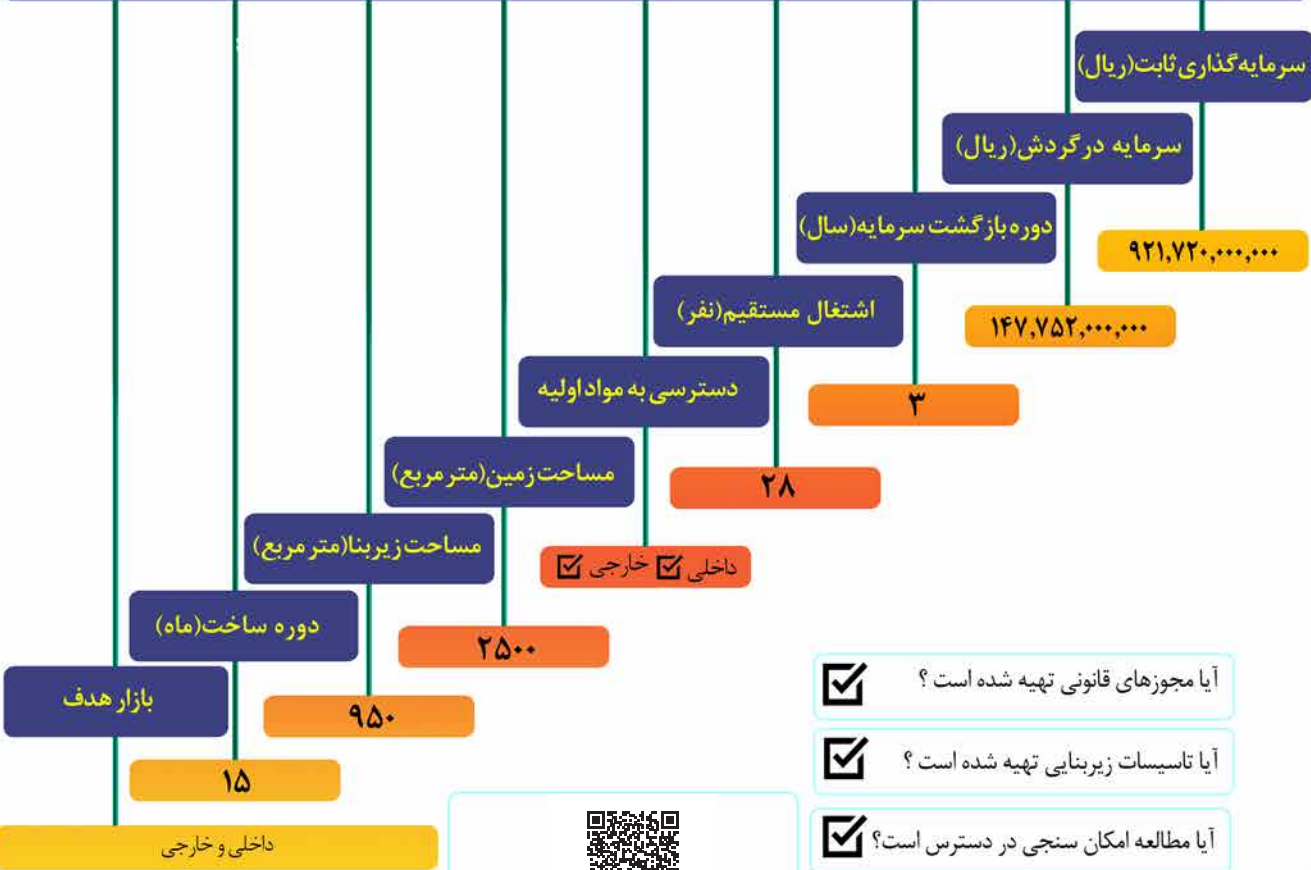 سرمایه‌گذاری ثابت(ریال)
۹۲۱,۷۲۰,۰۰۰,۰۰۰
سرمایه در گردش(ریال)
۱۴۷,۷۵۲,۰۰۰,۰۰۰
دوره بازگشت سرمایه(سال)
۳
اشتغال مستقیم(نفر)
۲۸
دسترسی به مواد اولیه
داخلی ☑ خارجی ☑
مساحت زمین(متر مربع)
۲۵۰۰
مساحت زیربنا(متر مربع)
۹۵۰
دوره ساخت(ماه)
۱۵
بازار هدف
داخلی و خارجی
آیا مجوزهای قانونی تهیه شده است ؟ ☑
آیا تاسیسات زیربنایی تهیه شده است ؟ ☑
آیا مطالعه امکان سنجی در دسترس است؟ ☑